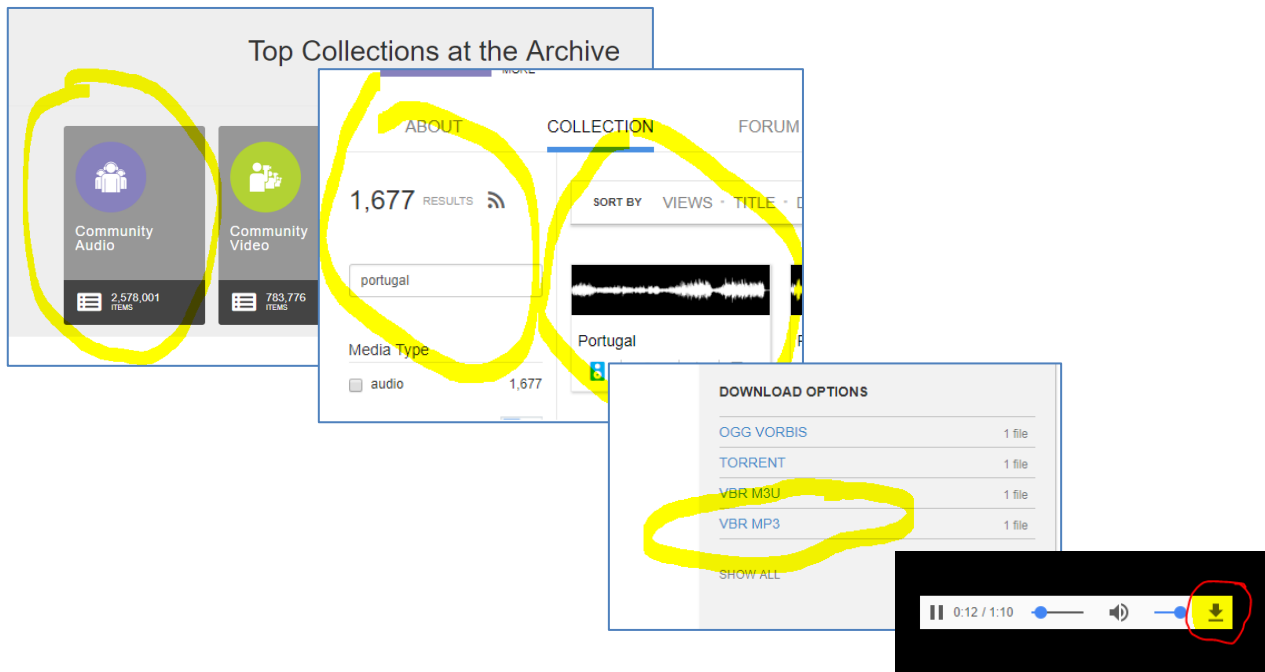 Top Collections at the Archive
Community
Audio
2,578,001
ITEMS
Community
Video
783,776
ITEMS
MORE
ABOUT
COLLECTION
FORUM
1,677 RESULTS
SORT BY VIEWS · TITLE ·
portugal
Media Type
audio 1,677
Portugal
DOWNLOAD OPTIONS
OGG VORBIS 1 file
TORRENT 1 file
VBR M3U 1 file
VBR MP3 1 file
SHOW ALL
0:12 / 1:10